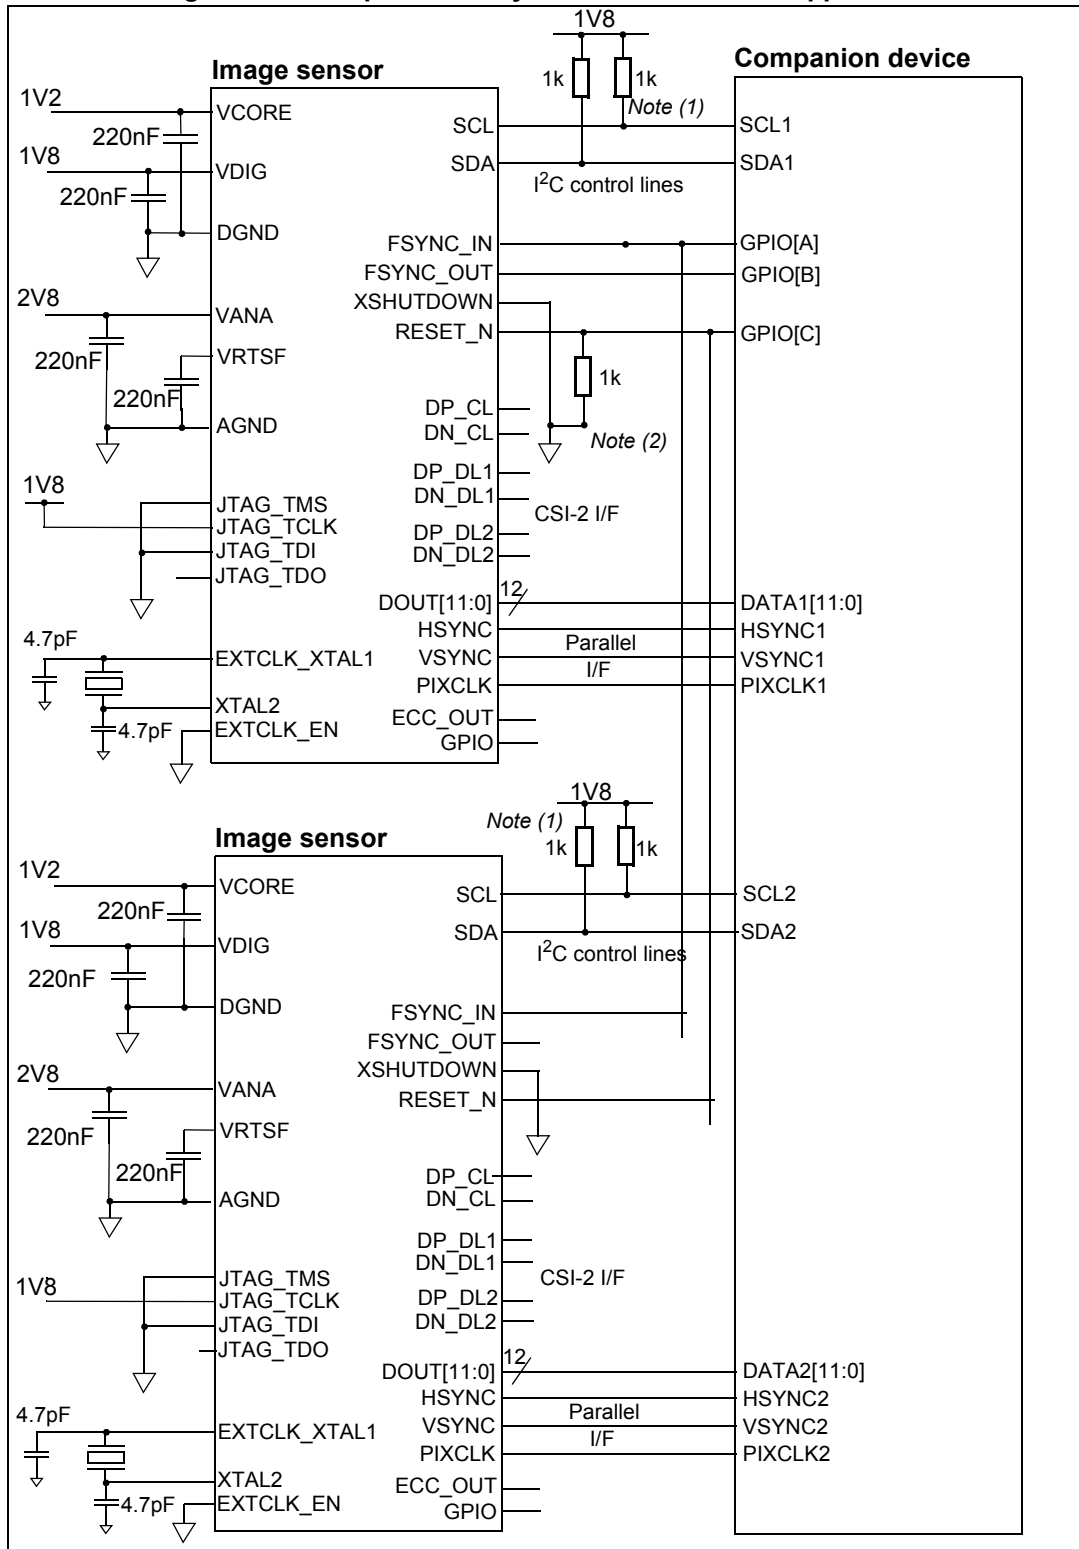 1V8
Image sensor
Companion device
1k
1k
Note (1)
1V2
VCORE
220nF
1V8
VDIG
220nF
DGND
SCL
SCL1
SDA
SDA1
I2C control lines
FSYNC_IN
GPIO[A]
FSYNC_OUT
GPIO[B]
XSHUTDOWN
RESET_N
GPIO[C]
2V8
VANA
220nF
VRTSF
220nF
AGND
1k
Note (2)
DP_CL
DN_CL
DP_DL1
DN_DL1
CSI-2 I/F
DP_DL2
DN_DL2
1V8
JTAG_TMS
JTAG_TCLK
JTAG_TDI
JTAG_TDO
DOUT[11:0]
12
DATA1[11:0]
HSYNC
HSYNC1
Parallel
I/F
VSYNC
VSYNC1
PIXCLK
PIXCLK1
4.7pF
EXTCLK_XTAL1
XTAL2
4.7pF
EXTCLK_EN
ECC_OUT
GPIO
1V8
Note (1)
1k
1k
Image sensor
1V2
VCORE
220nF
1V8
VDIG
220nF
DGND
SCL
SCL2
SDA
SDA2
I2C control lines
FSYNC_IN
FSYNC_OUT
XSHUTDOWN
RESET_N
2V8
VANA
220nF
VRTSF
220nF
AGND
DP_CL
DN_CL
DP_DL1
DN_DL1
CSI-2 I/F
DP_DL2
DN_DL2
1V8
JTAG_TMS
JTAG_TCLK
JTAG_TDI
JTAG_TDO
DOUT[11:0]
12
DATA2[11:0]
HSYNC
HSYNC2
Parallel
I/F
VSYNC
VSYNC2
PIXCLK
PIXCLK2
4.7pF
EXTCLK_XTAL1
XTAL2
4.7pF
EXTCLK_EN
ECC_OUT
GPIO